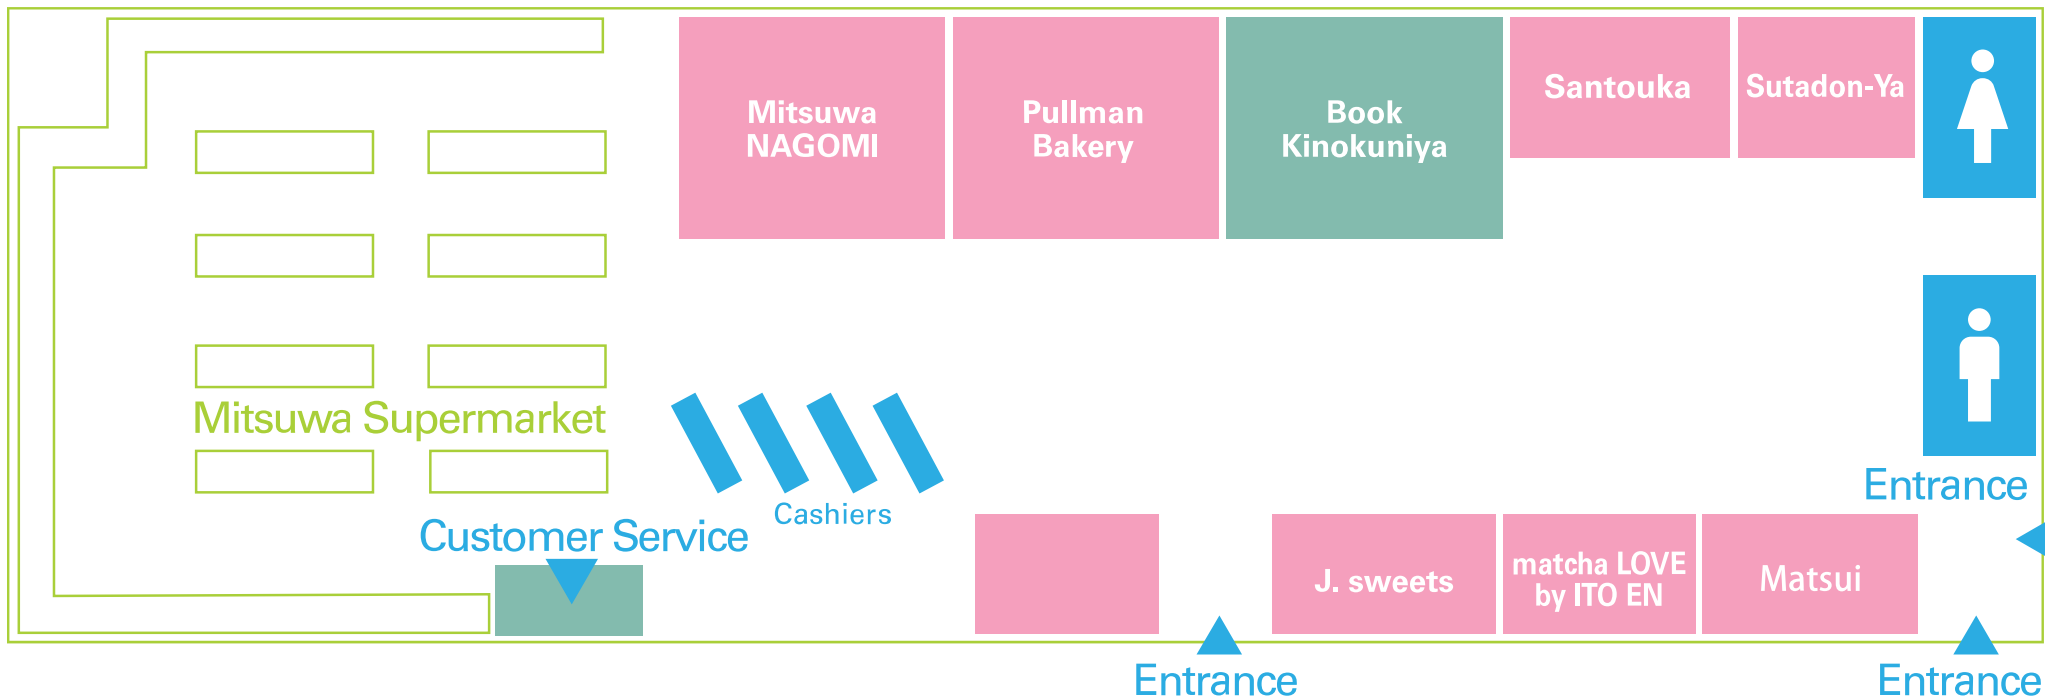 Mitsuwa
NAGOMI
Pullman
Bakery
Book
Kinokuniya
Santouka
Sutadon-Ya
Mitsuwa Supermarket
Cashiers
Customer Service
Entrance
J. sweets
matcha LOVE
by ITO EN
Matsui
Entrance
Entrance